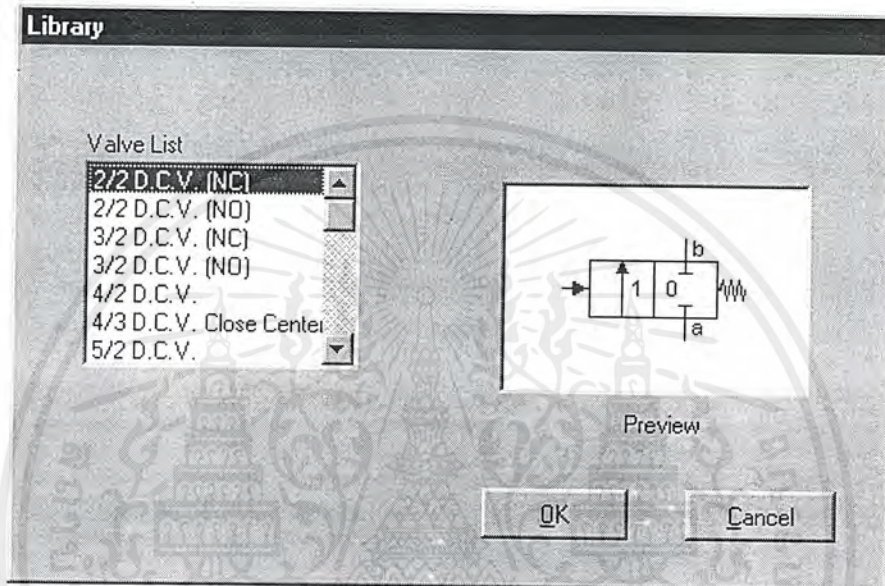 Library
Valve List
2/2 D.C.V. (NC)
2/2 D.C.V. (NO)
3/2 D.C.V. (NC)
3/2 D.C.V. (NO)
4/2 D.C.V.
4/3 D.C.V. Close Center
5/2 D.C.V.
b
1 0
a
Preview
OK
Cancel